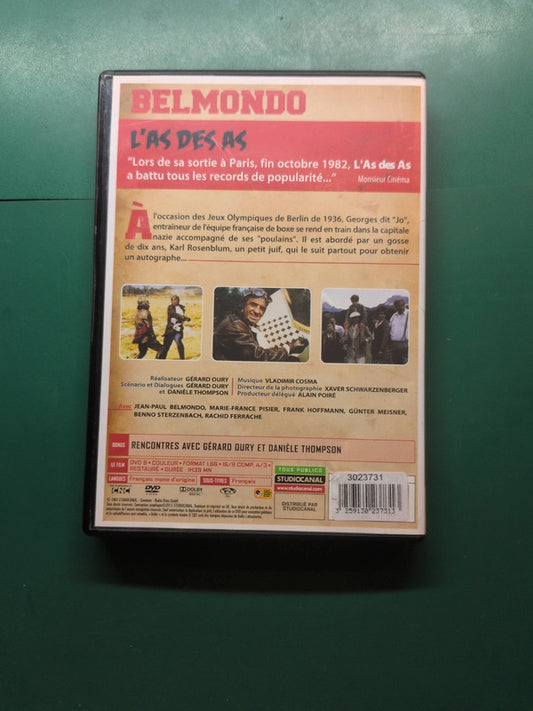 BELMONDO
L'AS DES AS
"Lors de sa sortie à Paris, fin octobre 1982, L'As des As
a battu tous les records de popularité..."
Monsieur Cinéma
À l'occasion des Jeux Olympiques de Berlin de 1936, Georges dit "Jo",
entraineur de l'équipe française de boxe se rend en train dans la capitale
nazie accompagné de ses "poulains". Il est abordé par un gosse
de dix ans, Karl Rosenblum, un petit juif, qui le suit partout pour obtenir
un autographe...
Réalisateur GÉRARD OURY
Scénario et Dialogues GÉRARD OURY
et DANIÈLE THOMPSON
Musique VLADIMIR COSMA
Directeur de la photographie XAVER SCHWARZENBERGER
Producteur délégué ALAIN POIRÉ
Avec JEAN-PAUL BELMONDO, MARIE-FRANCE PISIER, FRANK HOFFMANN, GÜNTER MEISNER,
BENNO STERZENBACH, RACHID FERRACHE
BONUS RENCONTRES AVEC GÉRARD OURY ET DANIÈLE THOMPSON
LE FILM DVD 9 • COULEUR • FORMAT 1.66 • 16/9 COMP. 4/3 •
RESTAURÉ • DURÉE : 1H39 MN
LANGUES Français mono d'origine SOUS-TITRES Français
TOUS PUBLICS
STUDIOCANAL
www.studiocanal.com
DISTRIBUÉ PAR
STUDIOCANAL
CNC DVD DOLBY
3023731
3 259130 237313